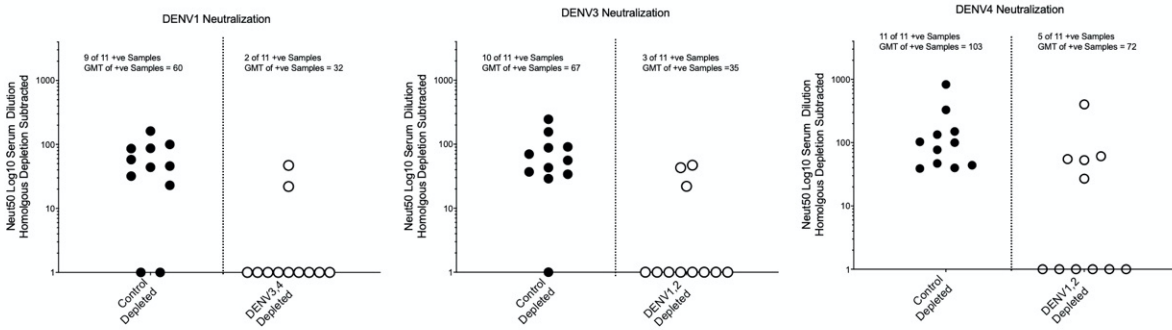 DENV1 Neutralization
9 of 11 +ve Samples
GMT of +ve Samples = 60
2 of 11 +ve Samples
GMT of +ve Samples = 32
Neut50 Log10 Serum Dilution
Homolgous Depletion Subtracted
1000
100
10
1
Control
Depleted
DENV3,4
Depleted
DENV3 Neutralization
10 of 11 +ve Samples
GMT of +ve Samples = 67
3 of 11 +ve Samples
GMT of +ve Samples =35
Neut50 Log10 Serum Dilution
Homolgous Depletion Subtracted
1000
100
10
1
Control
Depleted
DENV1,2
Depleted
DENV4 Neutralization
11 of 11 +ve Samples
GMT of +ve Samples = 103
5 of 11 +ve Samples
GMT of +ve Samples = 72
Neut50 Log10 Serum Dilution
Homolgous Depletion Subtracted
1000
100
10
1
Control
Depleted
DENV1,2
Depleted